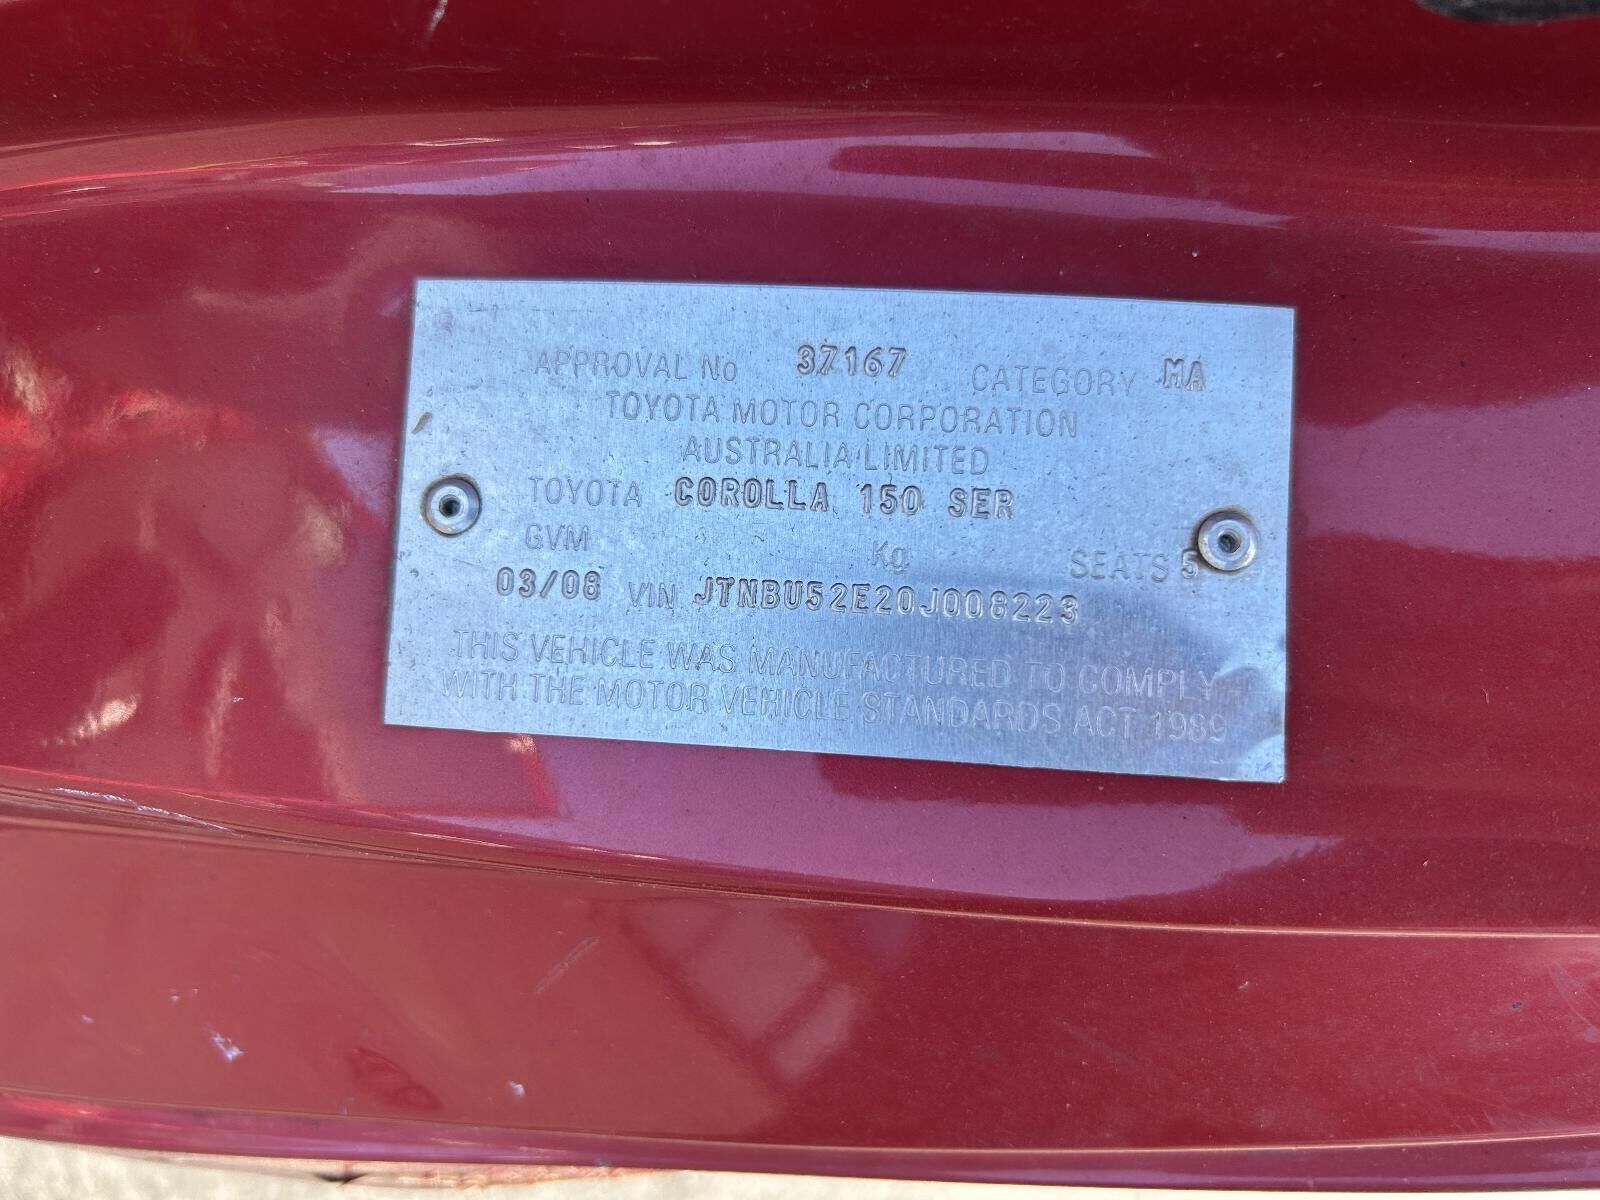 APPROVAL No 37167 CATEGORY MA
TOYOTA MOTOR CORPORATION
AUSTRALIA LIMITED
TOYOTA COROLLA 150 SER
GVM Kg SEATS 5
03/08 VIN JTNBU52E20J008223
THIS VEHICLE WAS MANUFACTURED TO COMPLY
WITH THE MOTOR VEHICLE STANDARDS ACT 1989